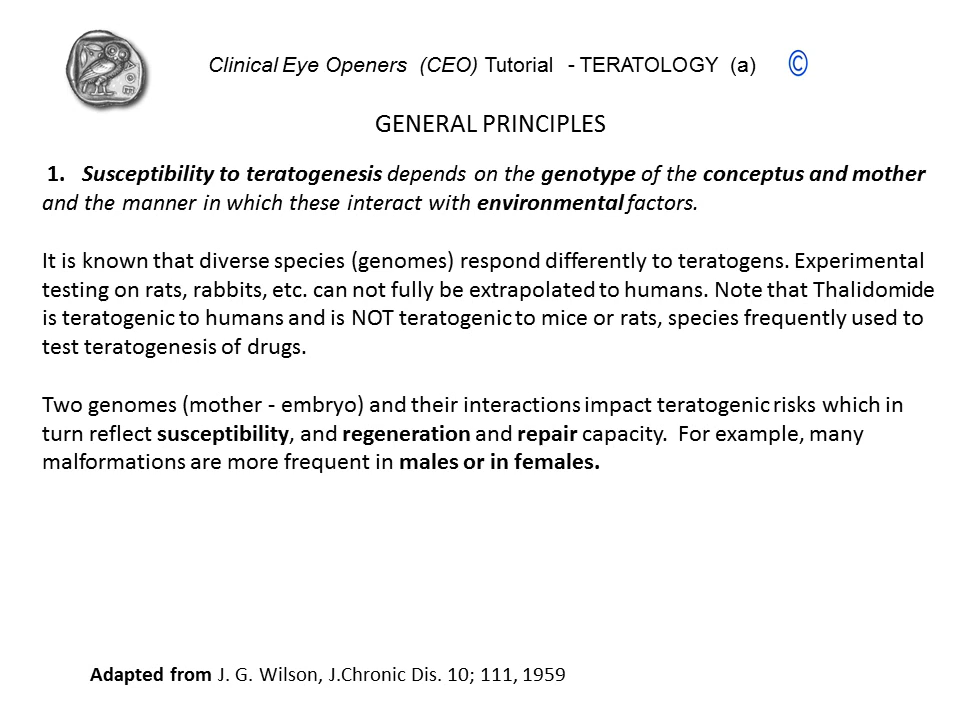 Clinical Eye Openers (CEO) Tutorial - TERATOLOGY (a) ©
GENERAL PRINCIPLES
1. Susceptibility to teratogenesis depends on the genotype of the conceptus and mother
and the manner in which these interact with environmental factors.
It is known that diverse species (genomes) respond differently to teratogens. Experimental
testing on rats, rabbits, etc. can not fully be extrapolated to humans. Note that Thalidomide
is teratogenic to humans and is NOT teratogenic to mice or rats, species frequently used to
test teratogenesis of drugs.
Two genomes (mother - embryo) and their interactions impact teratogenic risks which in
turn reflect susceptibility, and regeneration and repair capacity. For example, many
malformations are more frequent in males or in females.
Adapted from J. G. Wilson, J.Chronic Dis. 10; 111, 1959